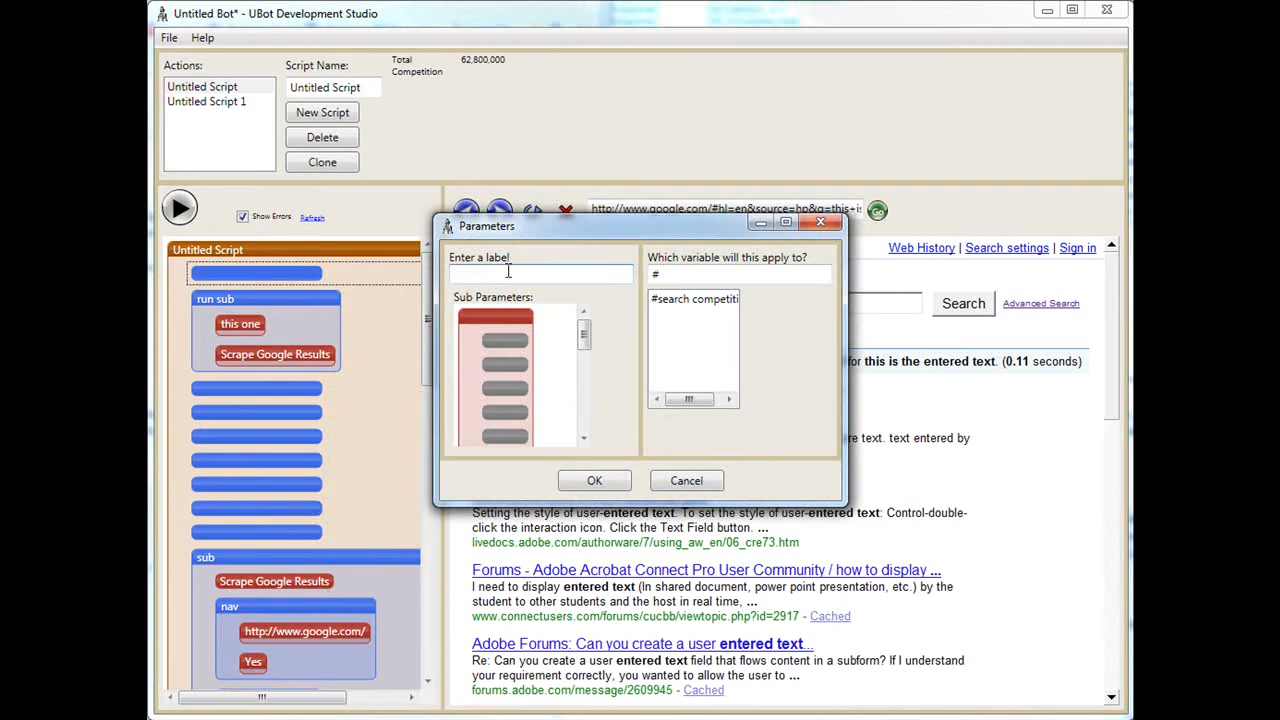 Untitled Bot* - UBot Development Studio
File Help
Actions:
Untitled Script
Untitled Script 1
Script Name:
Untitled Script
New Script
Delete
Clone
Total
Competition
62,800,000
Show Errors Refresh
http://www.google.com/#hl=en&source=hp&q=this+i
Go
Untitled Script
run sub
this one
Scrape Google Results
sub
Scrape Google Results
nav
http://www.google.com/
Yes
Parameters
Enter a label
Sub Parameters:
Which variable will this apply to?
#
#search competiti
OK
Cancel
Web History | Search settings | Sign in
Search
Advanced Search
for this is the entered text. (0.11 seconds)
re text. text entered by
Setting the style of user-entered text: To set the style of user-entered text: Control-double-
click the interaction icon. Click the Text Field button. ...
livedocs.adobe.com/authorware/7/using_aw_en/06_cre73.htm
Forums - Adobe Acrobat Connect Pro User Community / how to display ...
I need to display entered text (In shared document, power point presentation, etc.) by the
student to other students and the host in real time, ...
www.connectusers.com/forums/cucbb/viewtopic.php?id=2917 - Cached
Adobe Forums: Can you create a user entered text...
Re: Can you create a user entered text field that flows content in a subform? If I understand
your requirement correctly, you wanted to allow the user to ...
forums.adobe.com/message/2609945 - Cached